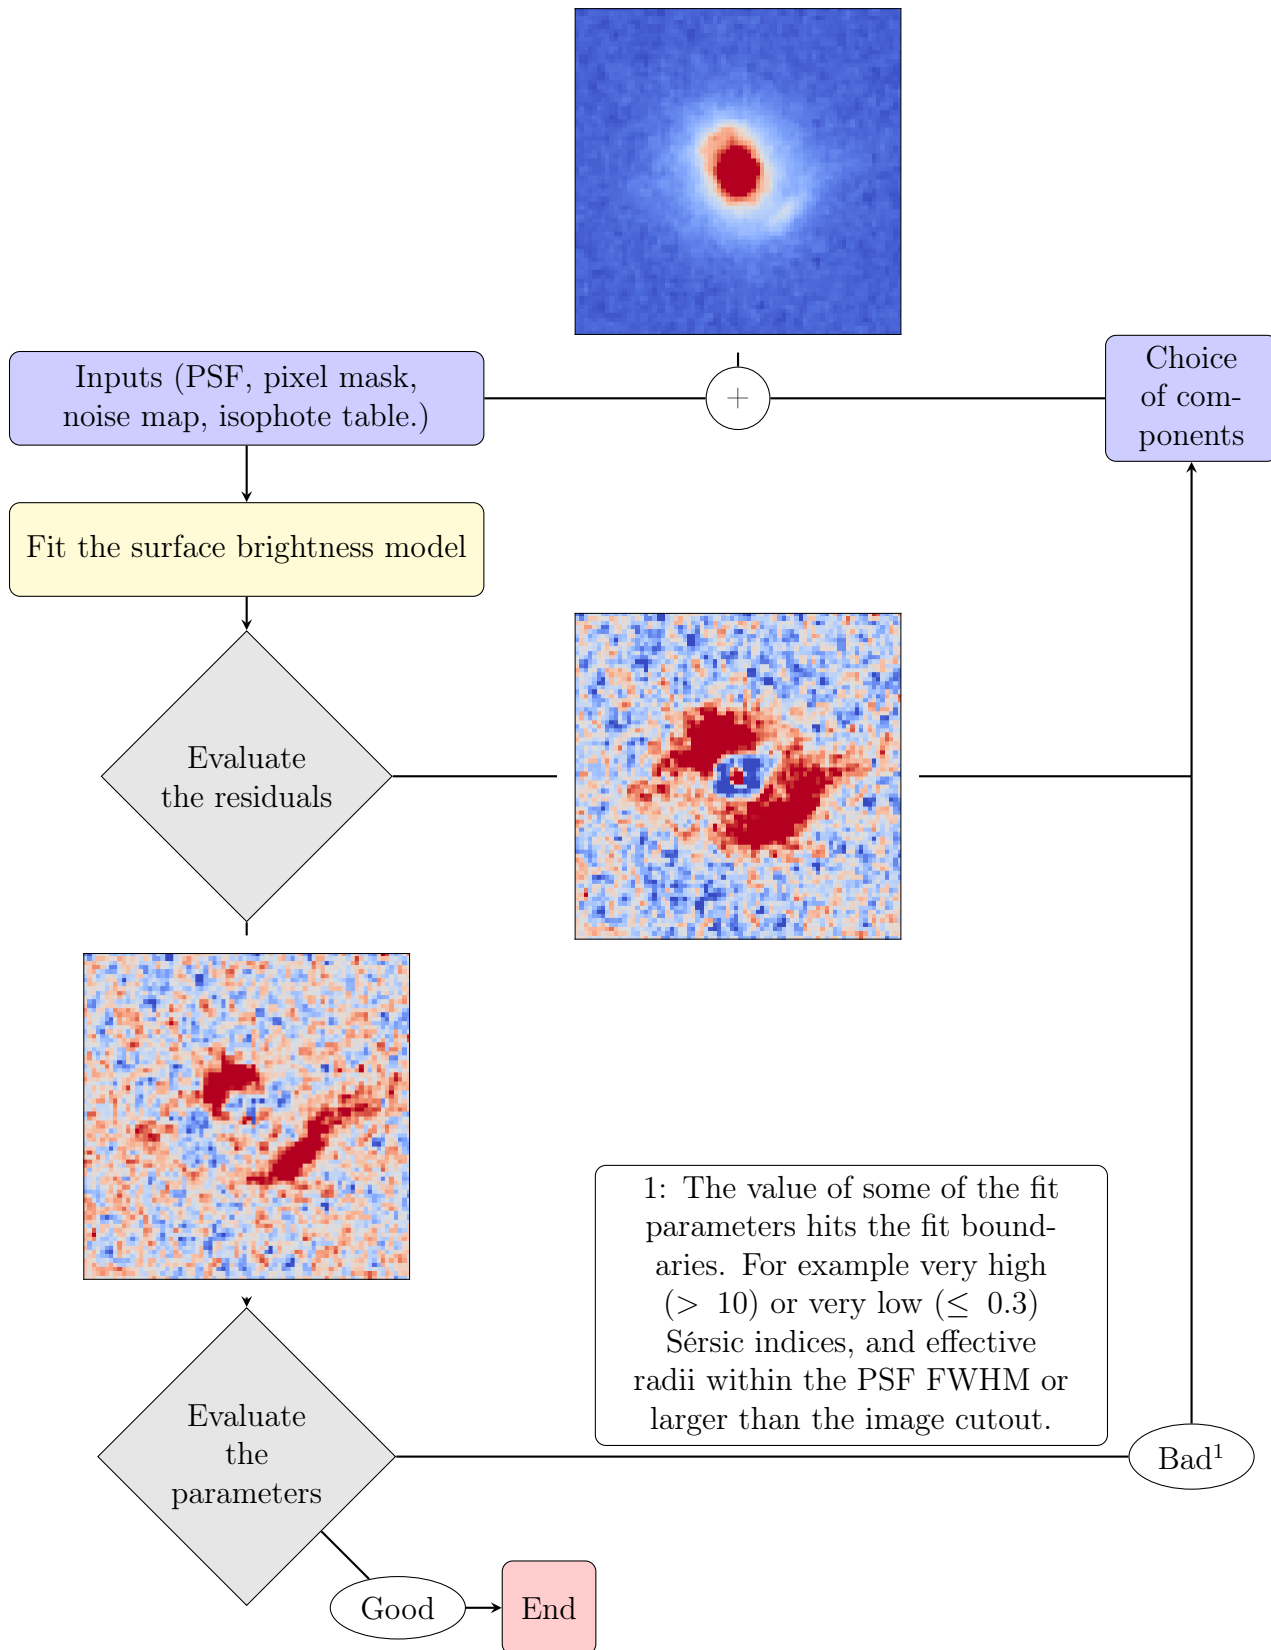 Inputs (PSF, pixel mask,
noise map, isophote table.)
+
Choice
of com-
ponents
Fit the surface brightness model
Evaluate
the residuals
1: The value of some of the fit
parameters hits the fit bound-
aries. For example very high
(> 10) or very low (≤ 0.3)
Sérsic indices, and effective
radii within the PSF FWHM or
larger than the image cutout.
Evaluate
the
parameters
Bad¹
Good
End